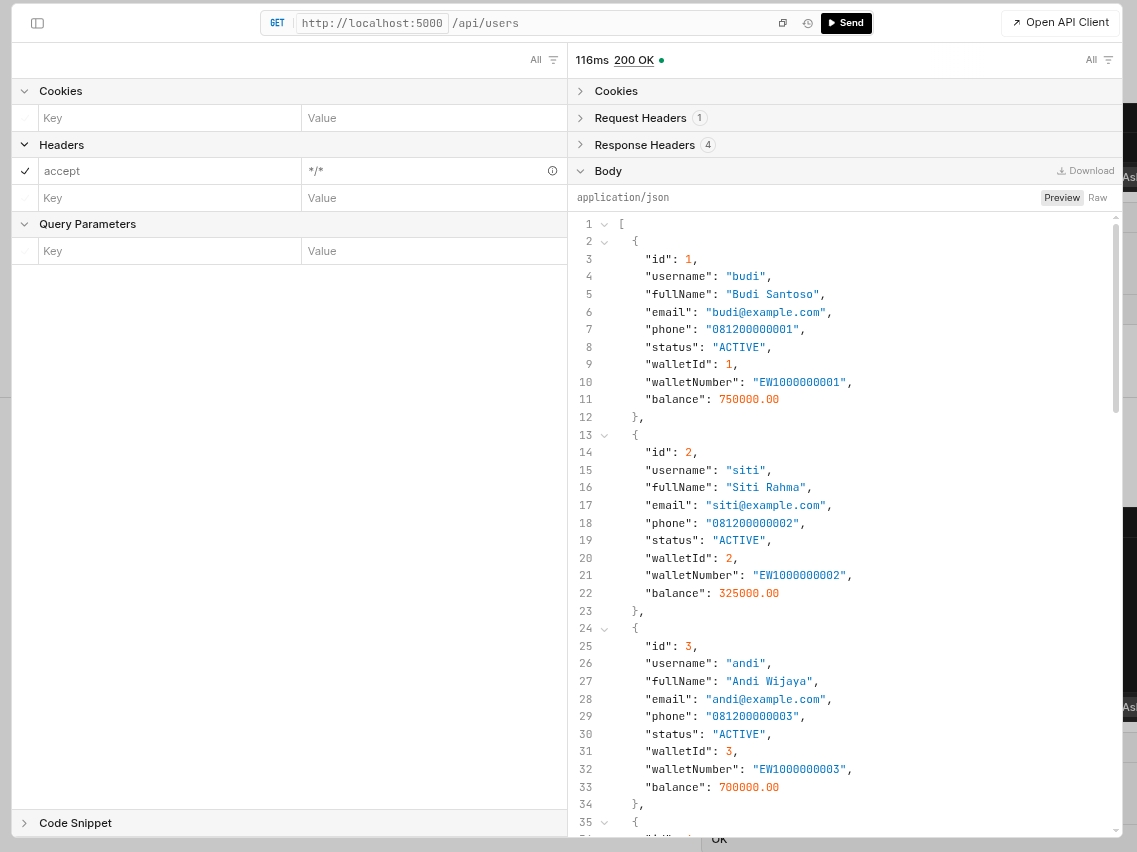 GET http://localhost:5000 /api/users Send Open API Client
All
116ms 200 OK All
Cookies
Key Value
Headers
accept */*
Key Value
Query Parameters
Key Value
Code Snippet
Cookies
Request Headers 1
Response Headers 4
Body Download
application/json Preview Raw
1 [
2 {
3 "id": 1,
4 "username": "budi",
5 "fullName": "Budi Santoso",
6 "email": "budi@example.com",
7 "phone": "081200000001",
8 "status": "ACTIVE",
9 "walletId": 1,
10 "walletNumber": "EW1000000001",
11 "balance": 750000.00
12 },
13 {
14 "id": 2,
15 "username": "siti",
16 "fullName": "Siti Rahma",
17 "email": "siti@example.com",
18 "phone": "081200000002",
19 "status": "ACTIVE",
20 "walletId": 2,
21 "walletNumber": "EW1000000002",
22 "balance": 325000.00
23 },
24 {
25 "id": 3,
26 "username": "andi",
27 "fullName": "Andi Wijaya",
28 "email": "andi@example.com",
29 "phone": "081200000003",
30 "status": "ACTIVE",
31 "walletId": 3,
32 "walletNumber": "EW1000000003",
33 "balance": 700000.00
34 },
35 {
OK